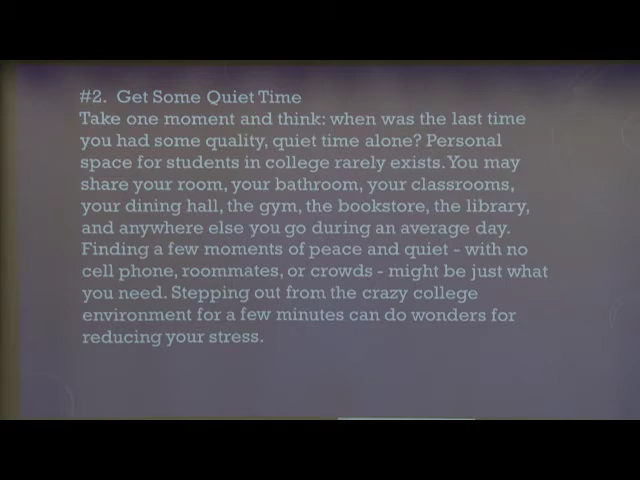 #2. Get Some Quiet Time
Take one moment and think: when was the last time
you had some quality, quiet time alone? Personal
space for students in college rarely exists. You may
share your room, your bathroom, your classrooms,
your dining hall, the gym, the bookstore, the library,
and anywhere else you go during an average day.
Finding a few moments of peace and quiet - with no
cell phone, roommates, or crowds - might be just what
you need. Stepping out from the crazy college
environment for a few minutes can do wonders for
reducing your stress.